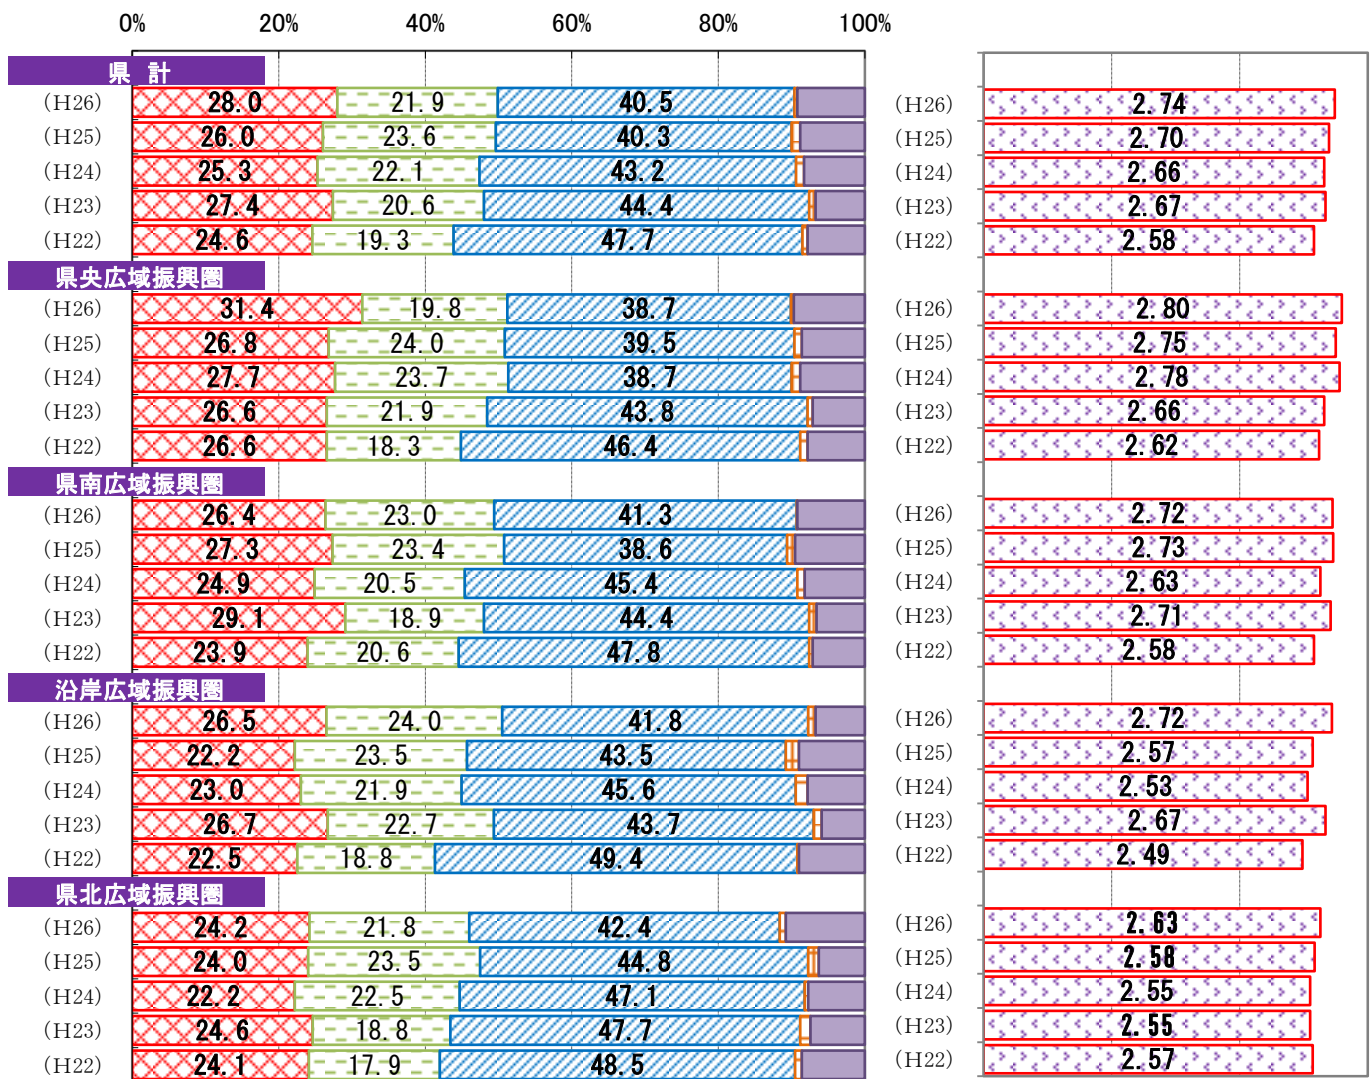 0% 20% 40% 60% 80% 100%
県 計
(H26) 28.0 21.9 40.5 (H26) 2.74
(H25) 26.0 23.6 40.3 (H25) 2.70
(H24) 25.3 22.1 43.2 (H24) 2.66
(H23) 27.4 20.6 44.4 (H23) 2.67
(H22) 24.6 19.3 47.7 (H22) 2.58
県央広域振興圏
(H26) 31.4 19.8 38.7 (H26) 2.80
(H25) 26.8 24.0 39.5 (H25) 2.75
(H24) 27.7 23.7 38.7 (H24) 2.78
(H23) 26.6 21.9 43.8 (H23) 2.66
(H22) 26.6 18.3 46.4 (H22) 2.62
県南広域振興圏
(H26) 26.4 23.0 41.3 (H26) 2.72
(H25) 27.3 23.4 38.6 (H25) 2.73
(H24) 24.9 20.5 45.4 (H24) 2.63
(H23) 29.1 18.9 44.4 (H23) 2.71
(H22) 23.9 20.6 47.8 (H22) 2.58
沿岸広域振興圏
(H26) 26.5 24.0 41.8 (H26) 2.72
(H25) 22.2 23.5 43.5 (H25) 2.57
(H24) 23.0 21.9 45.6 (H24) 2.53
(H23) 26.7 22.7 43.7 (H23) 2.67
(H22) 22.5 18.8 49.4 (H22) 2.49
県北広域振興圏
(H26) 24.2 21.8 42.4 (H26) 2.63
(H25) 24.0 23.5 44.8 (H25) 2.58
(H24) 22.2 22.5 47.1 (H24) 2.55
(H23) 24.6 18.8 47.7 (H23) 2.55
(H22) 24.1 17.9 48.5 (H22) 2.57